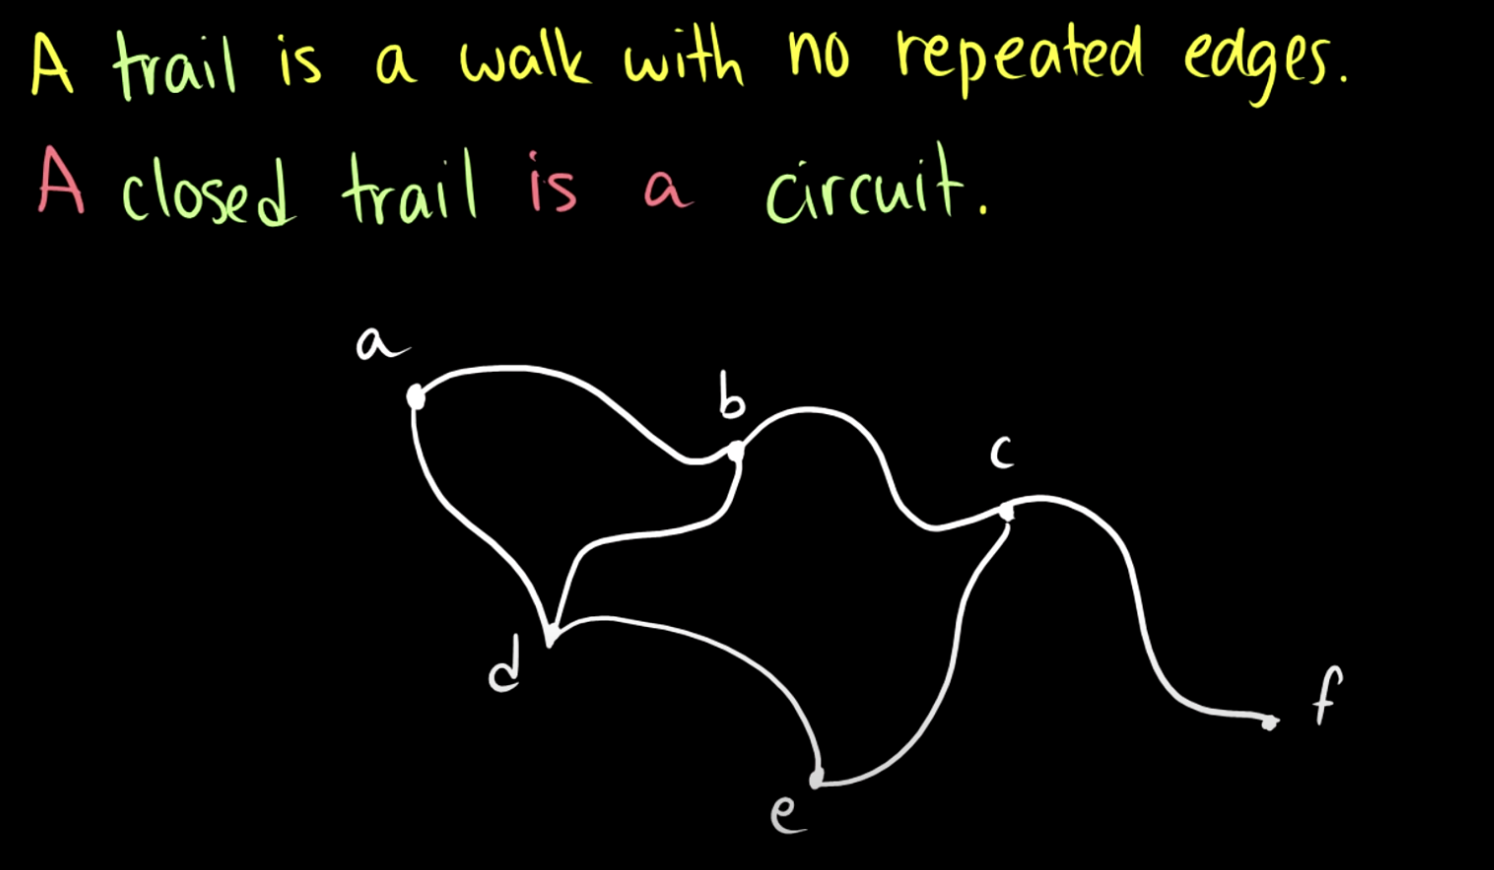 A trail is a walk with no repeated edges.
A closed trail is a circuit.
a
b
c
d
f
e